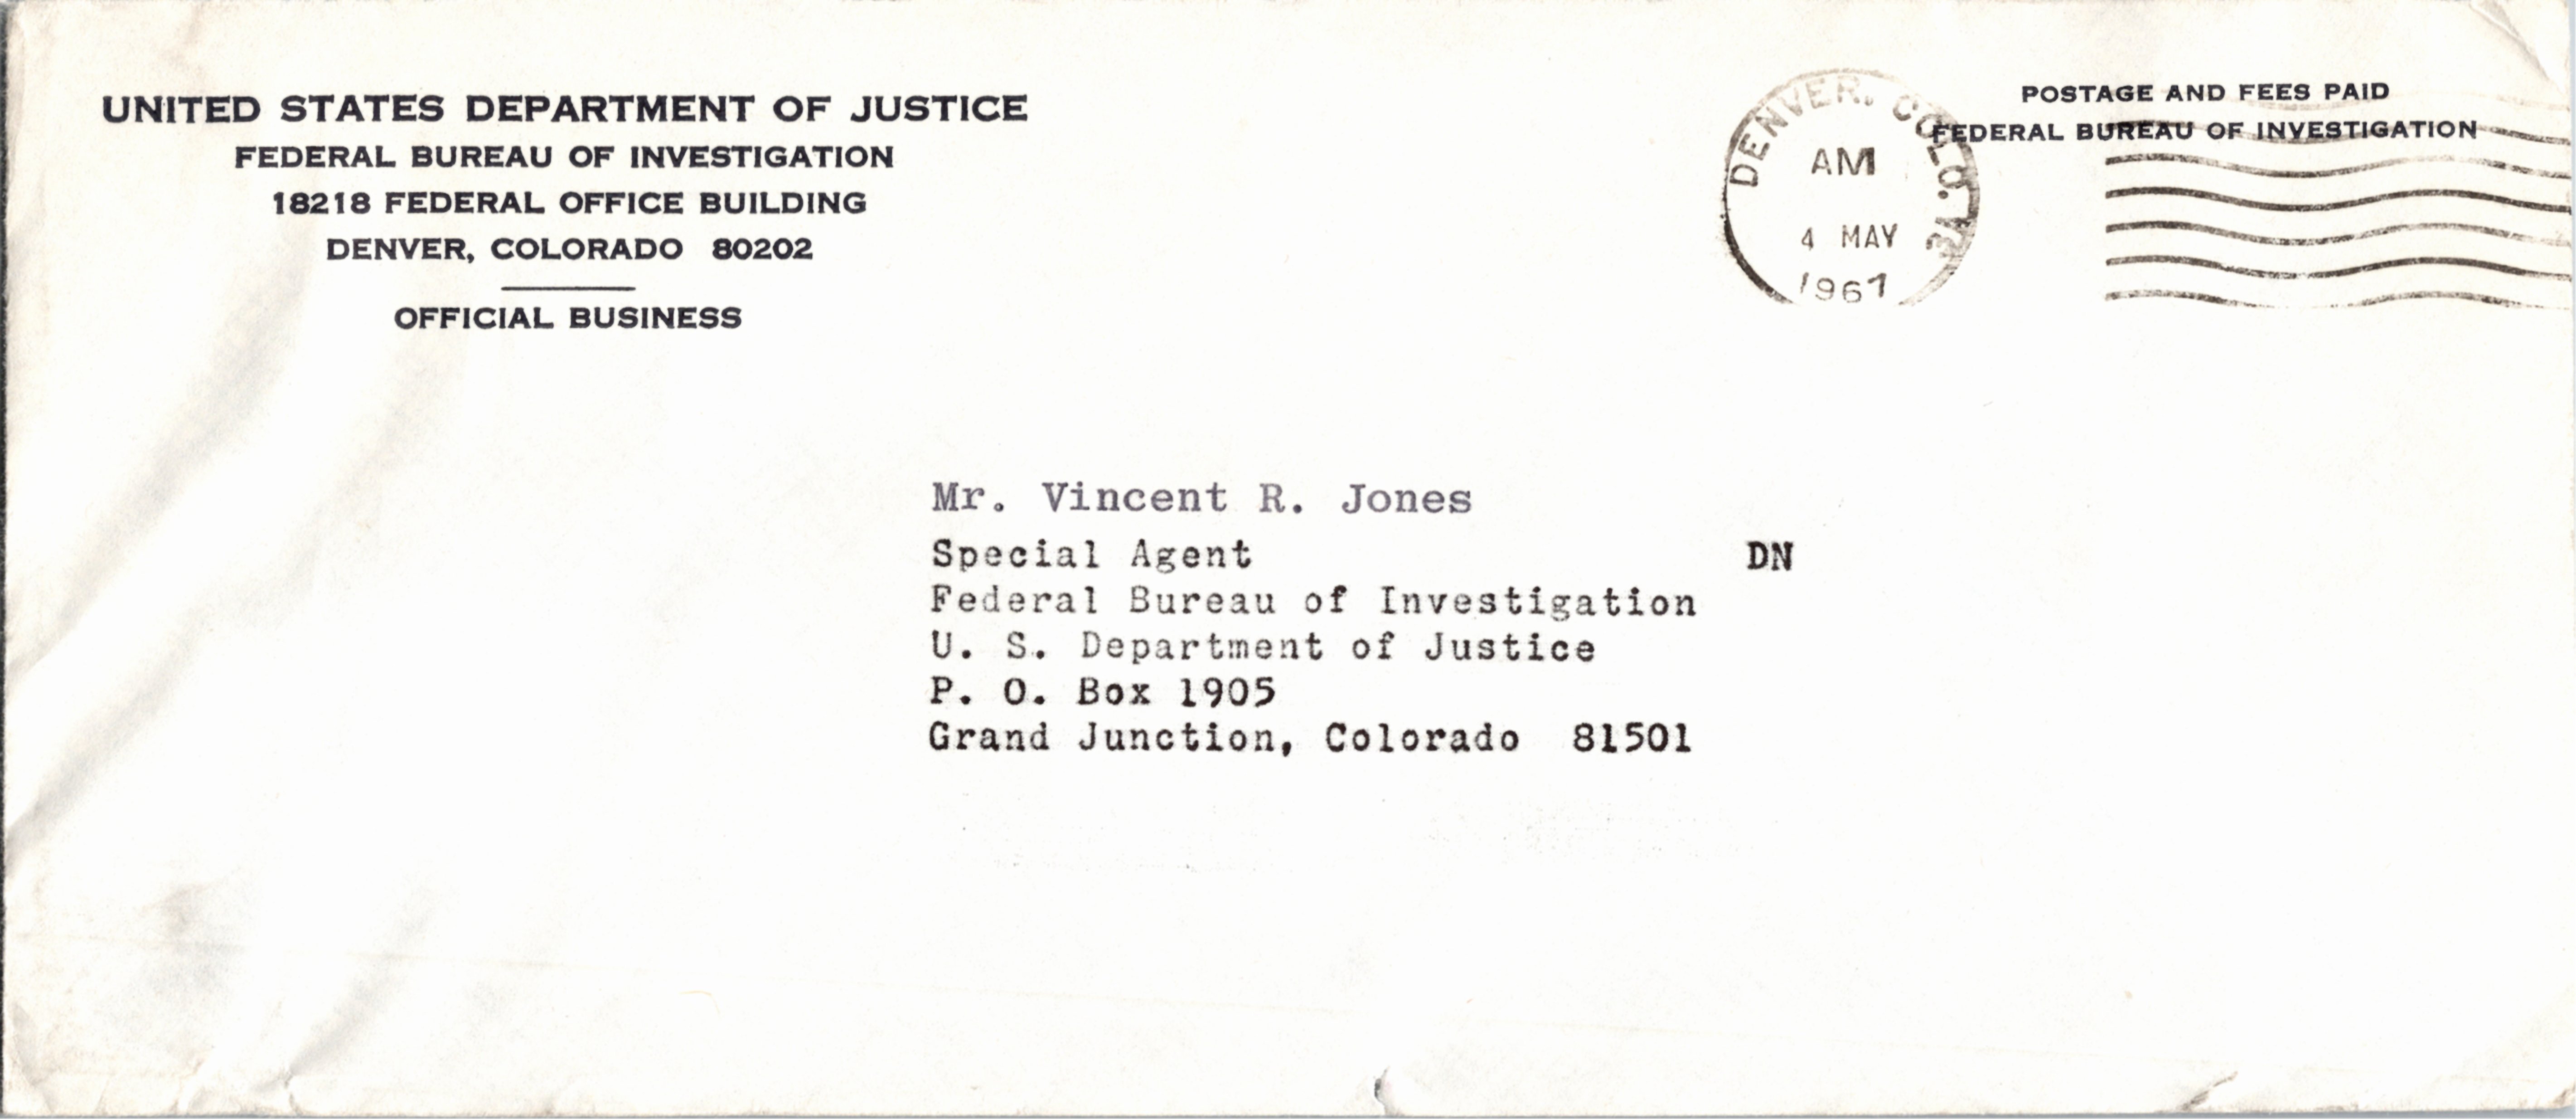 UNITED STATES DEPARTMENT OF JUSTICE
FEDERAL BUREAU OF INVESTIGATION
18218 FEDERAL OFFICE BUILDING
DENVER, COLORADO 80202
OFFICIAL BUSINESS
DENVER, COLO.
AM
4 MAY
1967
POSTAGE AND FEES PAID
FEDERAL BUREAU OF INVESTIGATION
Mr. Vincent R. Jones
Special Agent DN
Federal Bureau of Investigation
U. S. Department of Justice
P. O. Box 1905
Grand Junction, Colorado 81501